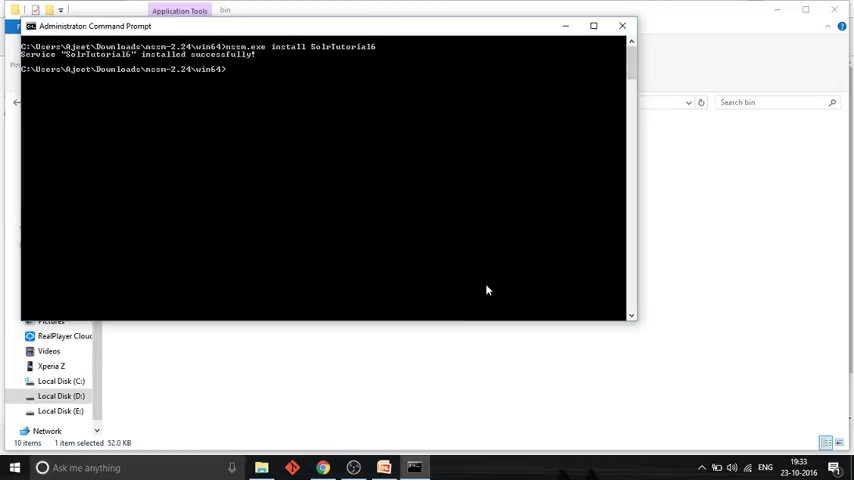 Application Tools
bin
Administrator: Command Prompt
C:\Users\Ajeet\Downloads\nssm-2.24\win64>nssm.exe install SolrTutorial6
Service "SolrTutorial6" installed successfully!
C:\Users\Ajeet\Downloads\nssm-2.24\win64>
Search bin
Pictures
RealPlayer Cloud
Videos
Xperia Z
Local Disk (C:)
Local Disk (D:)
Local Disk (E:)
Network
10 items 1 item selected 52.0 KB
Ask me anything
ENG
19:33
23-10-2016